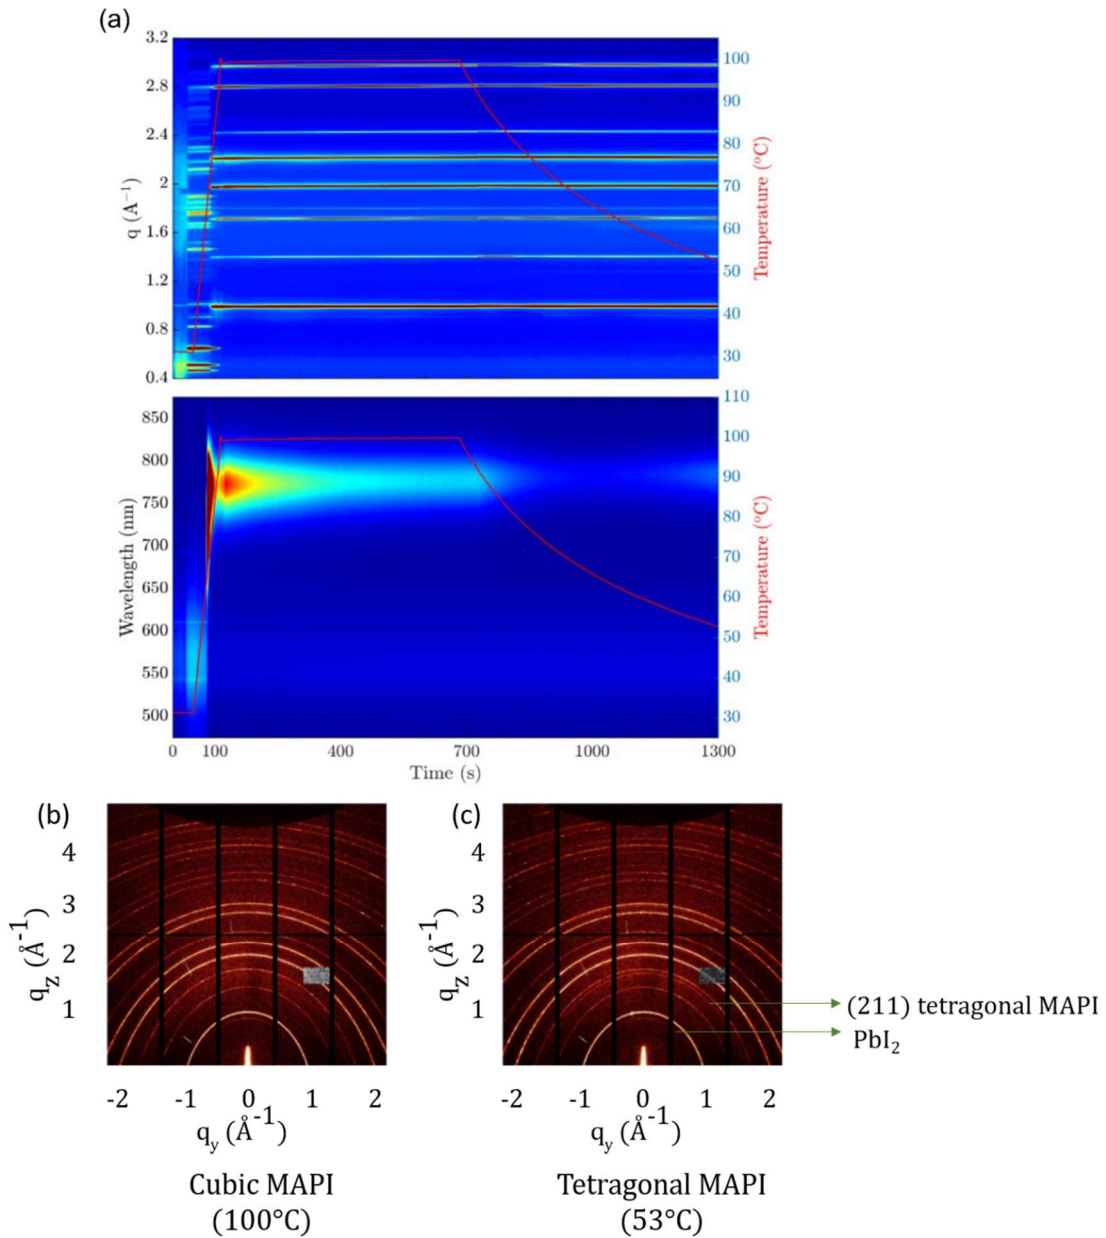 (a)
3.2
2.8
2.4
2
1.6
1.2
0.8
0.4
q (A⁻¹)
100
90
80
70
60
50
40
30
Temperature (°C)
850
800
750
700
650
600
550
500
Wavelength (nm)
110
100
90
80
70
60
50
40
30
Temperature (°C)
0 100 400 700 1000 1300
Time (s)
(b)
4
3
2
1
q_z (Å⁻¹)
-2 -1 0 1 2
q_y (Å⁻¹)
Cubic MAPI
(100°C)
(c)
4
3
2
1
q_z (Å⁻¹)
-2 -1 0 1 2
q_y (Å⁻¹)
(211) tetragonal MAPI
PbI₂
Tetragonal MAPI
(53°C)